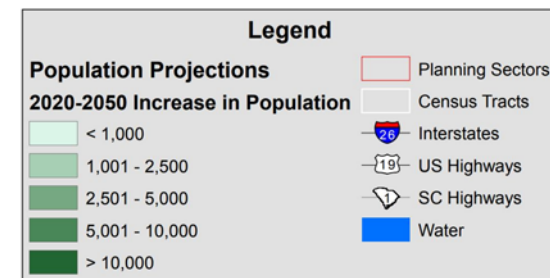 Legend
Population Projections
2020-2050 Increase in Population
< 1,000
1,001 - 2,500
2,501 - 5,000
5,001 - 10,000
> 10,000
Planning Sectors
Census Tracts
26 Interstates
19 US Highways
1 SC Highways
Water